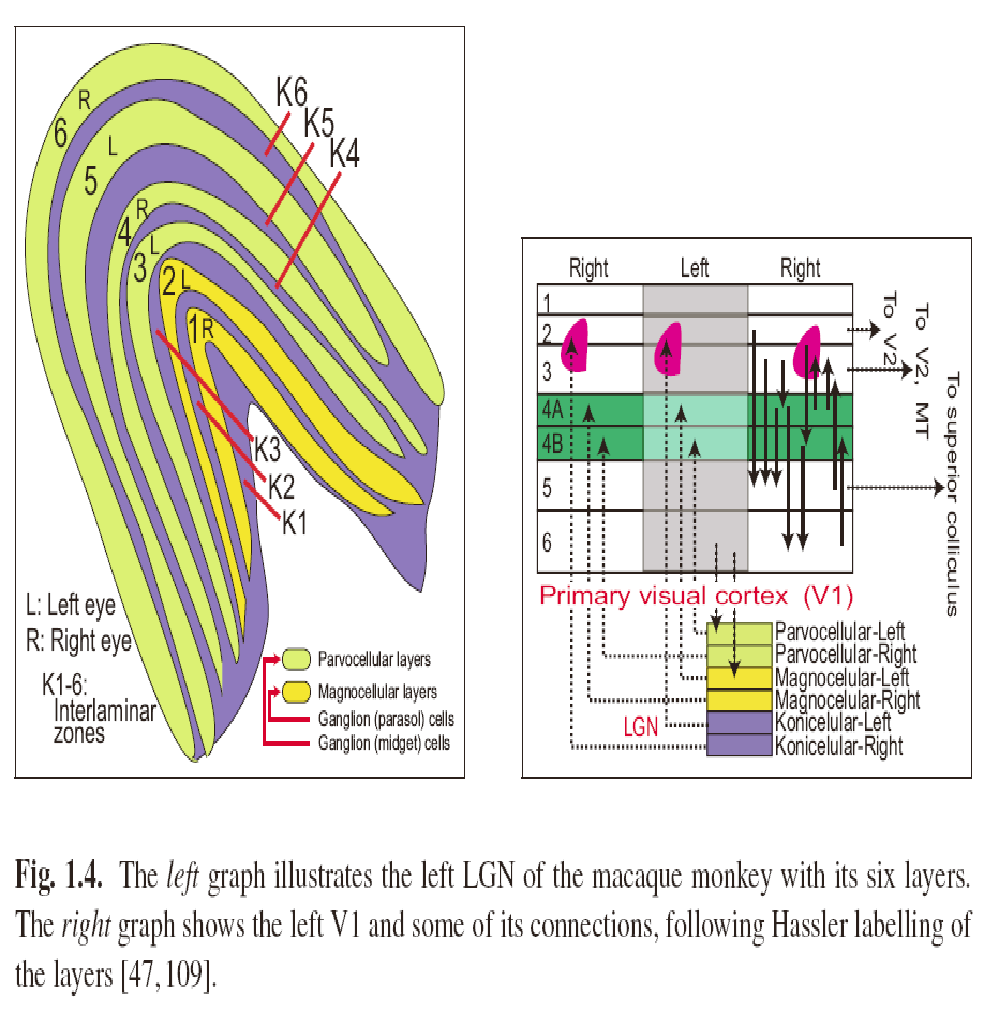 K6
K5
K4
R
6
L
5
R
4
L
3
2 L
1 R
K3
K2
K1
L: Left eye
R: Right eye
K1-6:
Interlaminar
zones
Parvocellular layers
Magnocellular layers
Ganglion (parasol) cells
Ganglion (midget) cells
Right Left Right
1
2
3
4A
4B
5
6
To V2
To V2, MT
To superior colliculus
Primary visual cortex (V1)
Parvocellular-Left
Parvocellular-Right
Magnocelular-Left
Magnocelular-Right
Konicelular-Left
Konicelular-Right
LGN
Fig. 1.4. The left graph illustrates the left LGN of the macaque monkey with its six layers.
The right graph shows the left V1 and some of its connections, following Hassler labelling of
the layers [47, 109].